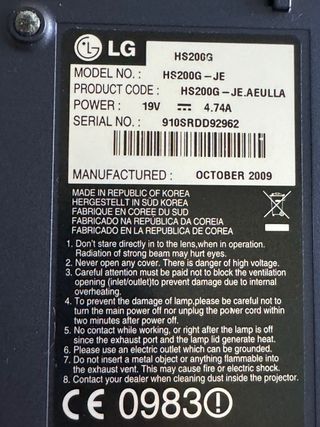 LG HS200G
MODEL NO. : HS200G-JE
PRODUCT CODE : HS200G-JE.AEULLA
POWER : 19V ⎓ 4.74A
SERIAL NO. : 910SRDD92962
MANUFACTURED : OCTOBER 2009
MADE IN REPUBLIC OF KOREA
HERGESTELLT IN SÜD KOREA
FABRIQUE EN COREE DU SUD
FABRICADO NA REPUBLICA DA COREIA
FABRICADO EN LA REPUBLICA DE COREA
1. Don't stare directly in to the lens,when in operation.
Radiation of strong beam may hurt eyes.
2. Never open any cover. There is danger of high voltage.
3. Careful attention must be paid not to block the ventilation
opening (inlet/outlet)to prevent damage due to internal
overheating.
4. To prevent the damage of lamp,please be careful not to
turn the main power off nor unplug the power cord within
two minutes after power off.
5. No contact while working, or right after the lamp is off
since the exhaust port and the lamp lid generate heat.
6. Please use an electric outlet which can be grounded.
7. Do not insert a metal object or anything flammable into
the exhaust vent. This may cause fire or electric shock.
8. Contact your dealer when cleaning dust inside the projector.
CE 0983!